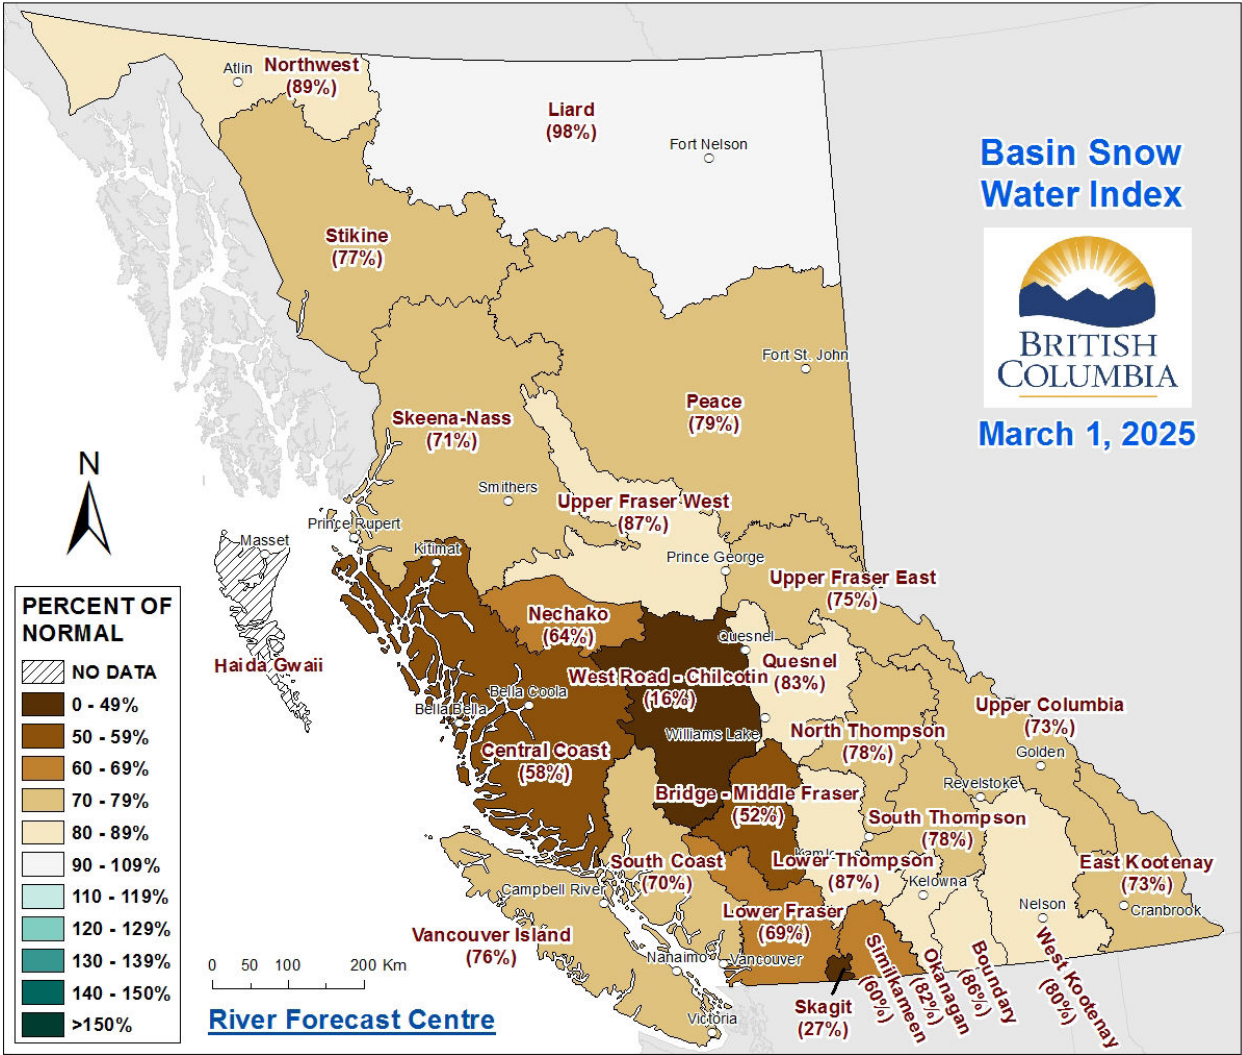 Atlin
Northwest
(89%)
Liard
(98%)
Fort Nelson
Basin Snow
Water Index
BRITISH
COLUMBIA
March 1, 2025
Stikine
(77%)
Fort St. John
Peace
(79%)
Skeena-Nass
(71%)
N
Smithers
Upper Fraser West
(87%)
Prince Rupert
Masset
Kitimat
Prince George
Upper Fraser East
(75%)
Nechako
(64%)
Quesnel
Quesnel
(83%)
Haida Gwaii
West Road - Chilcotin
(16%)
Bella Coola
Bella Bella
Williams Lake
Upper Columbia
(73%)
Golden
North Thompson
(78%)
Central Coast
(58%)
Revelstoke
Bridge - Middle Fraser
(52%)
South Thompson
(78%)
South Coast
(70%)
Lower Thompson
(87%)
East Kootenay
(73%)
Campbell River
Kelowna
Nelson
Cranbrook
Lower Fraser
(69%)
Vancouver Island
(76%)
Nanaimo
Vancouver
Skagit
(27%)
Similkameen
(60%)
Okanagan
(82%)
Boundary
(86%)
West Kootenay
(80%)
Victoria
PERCENT OF
NORMAL
NO DATA
0 - 49%
50 - 59%
60 - 69%
70 - 79%
80 - 89%
90 - 109%
110 - 119%
120 - 129%
130 - 139%
140 - 150%
>150%
0 50 100 200 Km
River Forecast Centre